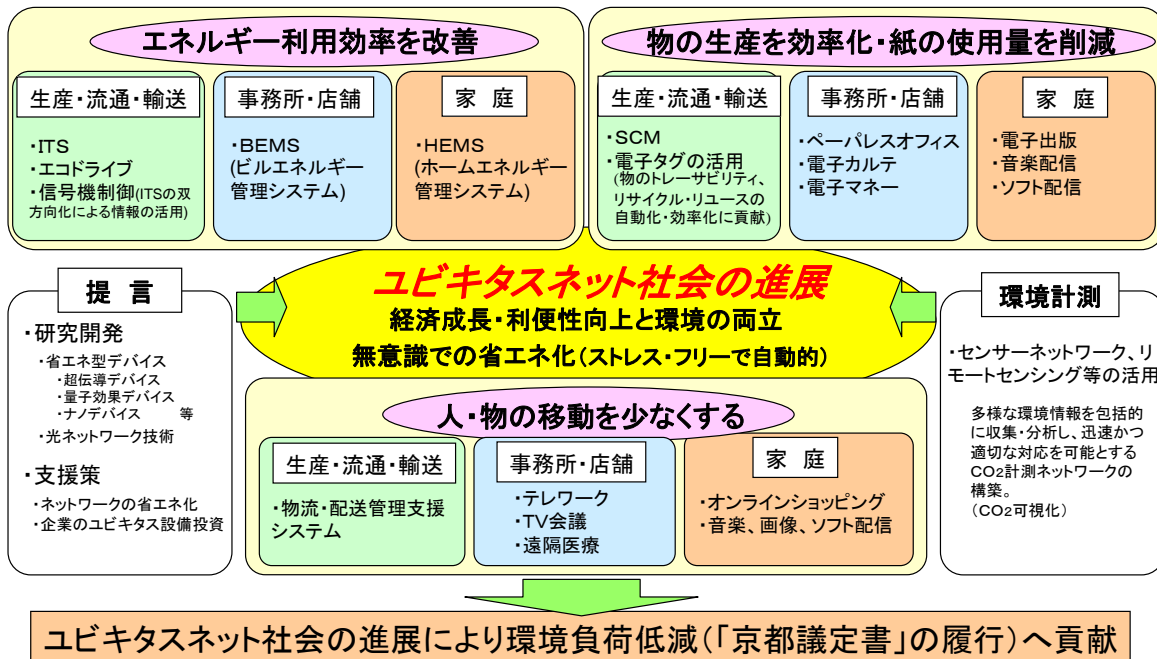 エネルギー利用効率を改善
生産・流通・輸送
・ITS
・エコドライブ
・信号機制御(ITSの双
方向化による情報の活用)
事務所・店舗
・BEMS
(ビルエネルギー
管理システム)
家 庭
・HEMS
(ホームエネルギー
管理システム)
物の生産を効率化・紙の使用量を削減
生産・流通・輸送
・SCM
・電子タグの活用
(物のトレーサビリティ、
リサイクル・リユースの
自動化・効率化に貢献)
事務所・店舗
・ペーパレスオフィス
・電子カルテ
・電子マネー
家 庭
・電子出版
・音楽配信
・ソフト配信
ユビキタスネット社会の進展
経済成長・利便性向上と環境の両立
無意識での省エネ化(ストレス・フリーで自動的)
提 言
・研究開発
・省エネ型デバイス
・超伝導デバイス
・量子効果デバイス
・ナノデバイス 等
・光ネットワーク技術
・支援策
・ネットワークの省エネ化
・企業のユビキタス設備投資
環境計測
・センサーネットワーク、リ
モートセンシング等の活用
多様な環境情報を包括的
に収集・分析し、迅速かつ
適切な対応を可能とする
CO2計測ネットワークの
構築。
(CO2可視化)
人・物の移動を少なくする
生産・流通・輸送
・物流・配送管理支援
システム
事務所・店舗
・テレワーク
・TV会議
・遠隔医療
家 庭
・オンラインショッピング
・音楽、画像、ソフト配信
ユビキタスネット社会の進展により環境負荷低減(「京都議定書」の履行)へ貢献